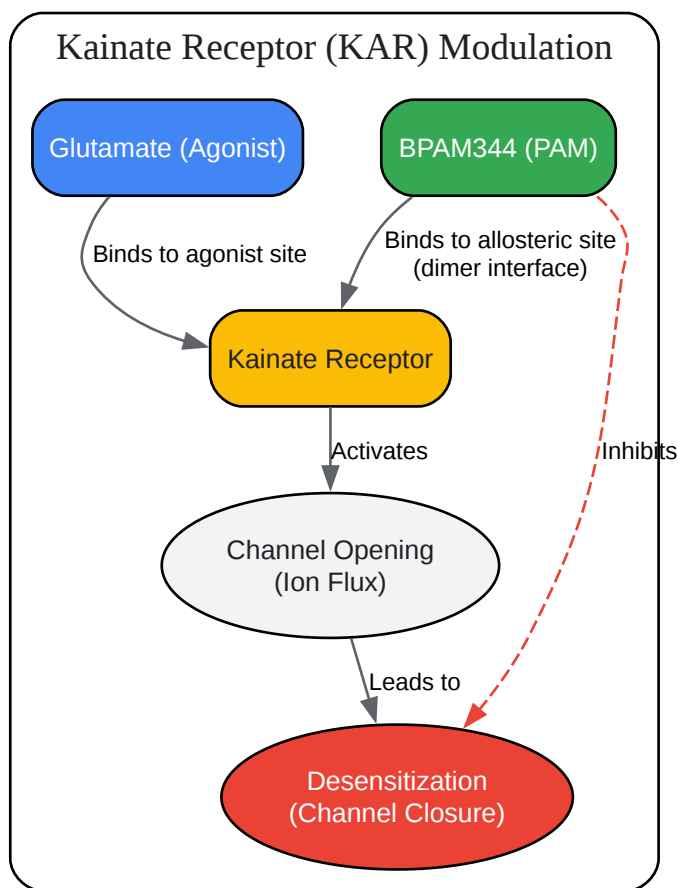 Kainate Receptor (KAR) Modulation
Glutamate (Agonist)
BPAM344 (PAM)
Binds to agonist site
Binds to allosteric site
(dimer interface)
Kainate Receptor
Activates
Inhibits
Channel Opening
(Ion Flux)
Leads to
Desensitization
(Channel Closure)